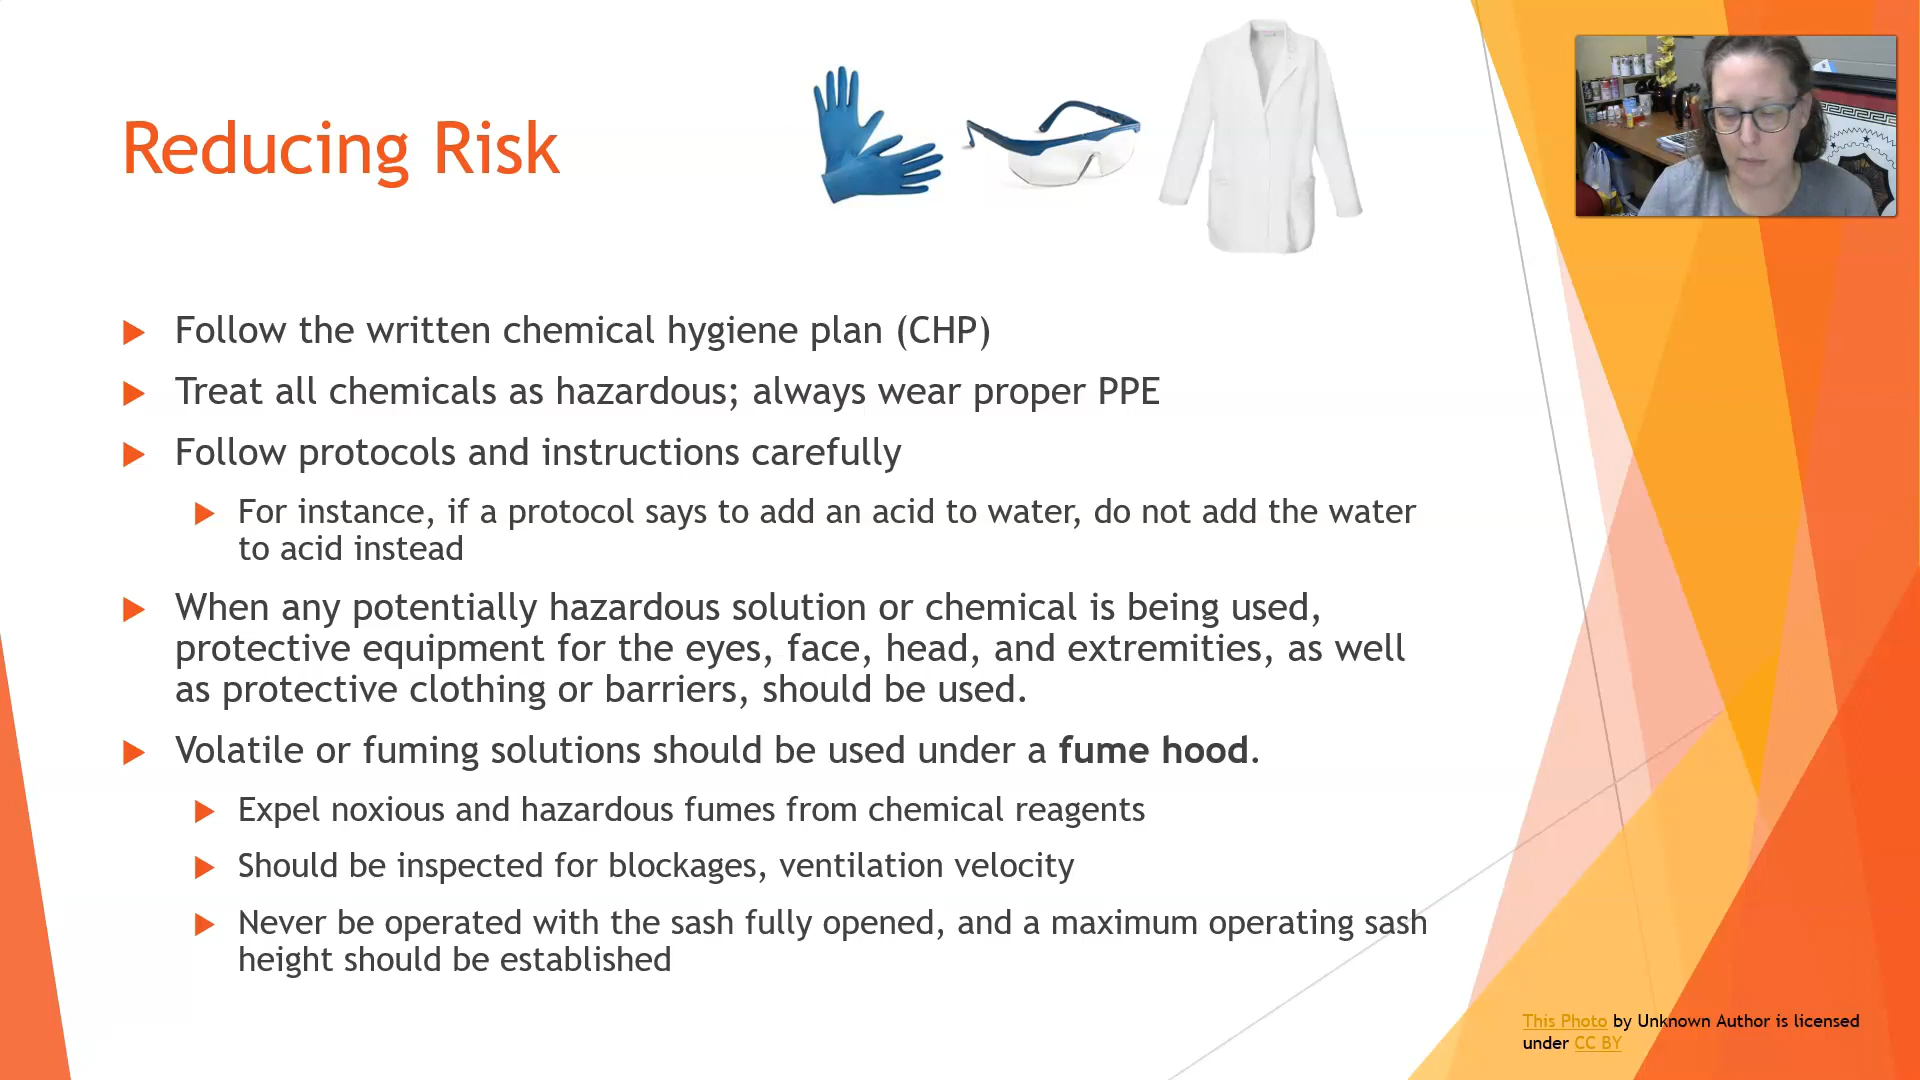 Reducing Risk
Follow the written chemical hygiene plan (CHP)
Treat all chemicals as hazardous; always wear proper PPE
Follow protocols and instructions carefully
For instance, if a protocol says to add an acid to water, do not add the water
to acid instead
When any potentially hazardous solution or chemical is being used,
protective equipment for the eyes, face, head, and extremities, as well
as protective clothing or barriers, should be used.
Volatile or fuming solutions should be used under a fume hood.
Expel noxious and hazardous fumes from chemical reagents
Should be inspected for blockages, ventilation velocity
Never be operated with the sash fully opened, and a maximum operating sash
height should be established
This Photo by Unknown Author is licensed
under CC BY